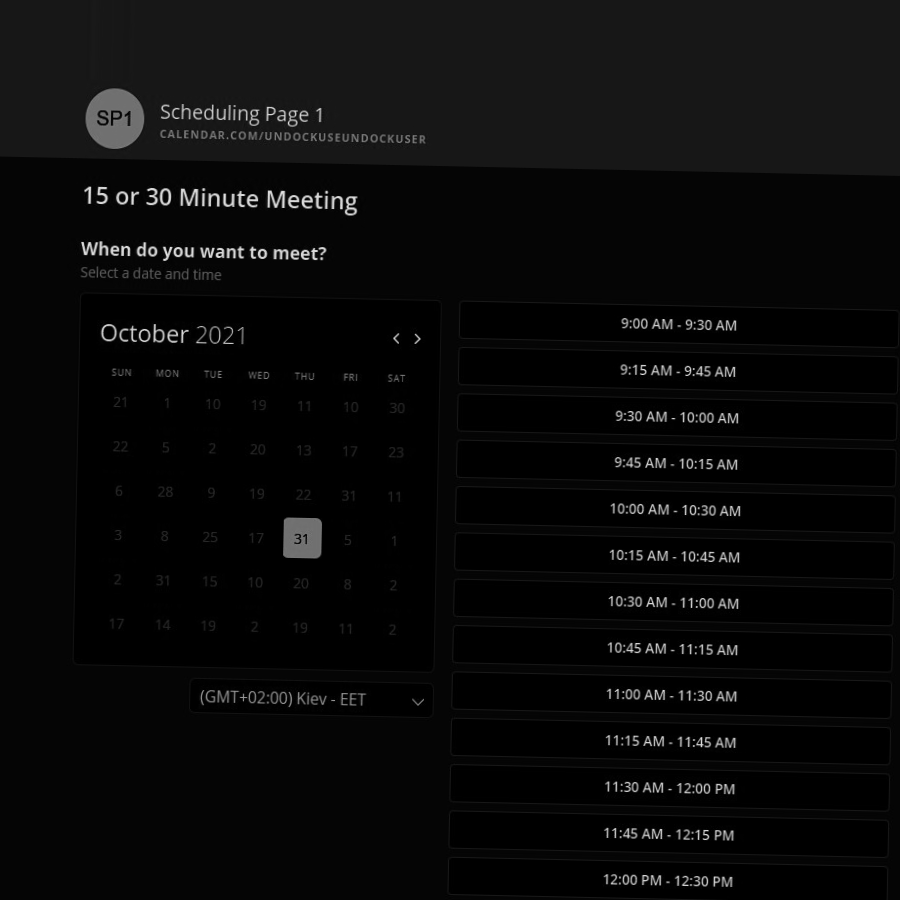 SP1
Scheduling Page 1
CALENDAR.COM/UNDOCKUSEUNDOCKUSER
15 or 30 Minute Meeting
When do you want to meet?
Select a date and time
October 2021
SUN MON TUE WED THU FRI SAT
21 1 10 19 11 10 30
22 5 2 20 13 17 23
6 28 9 19 22 31 11
3 8 25 17 31 5 1
2 31 15 10 20 8 2
17 14 19 2 19 11 2
(GMT+02:00) Kiev - EET
9:00 AM - 9:30 AM
9:15 AM - 9:45 AM
9:30 AM - 10:00 AM
9:45 AM - 10:15 AM
10:00 AM - 10:30 AM
10:15 AM - 10:45 AM
10:30 AM - 11:00 AM
10:45 AM - 11:15 AM
11:00 AM - 11:30 AM
11:15 AM - 11:45 AM
11:30 AM - 12:00 PM
11:45 AM - 12:15 PM
12:00 PM - 12:30 PM